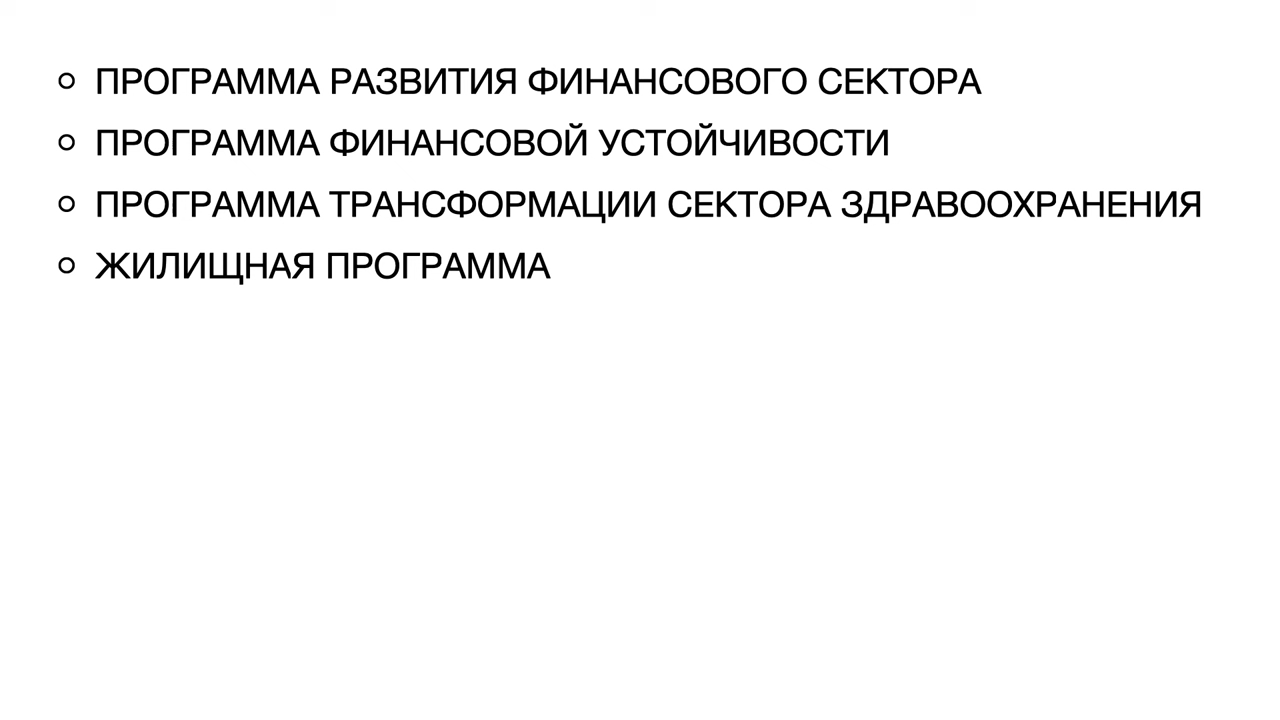 ПРОГРАММА РАЗВИТИЯ ФИНАНСОВОГО СЕКТОРА
ПРОГРАММА ФИНАНСОВОЙ УСТОЙЧИВОСТИ
ПРОГРАММА ТРАНСФОРМАЦИИ СЕКТОРА ЗДРАВООХРАНЕНИЯ
ЖИЛИЩНАЯ ПРОГРАММА